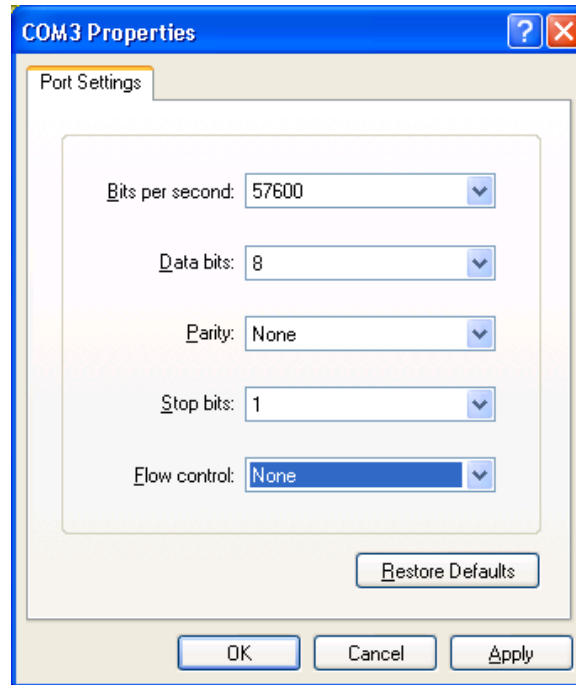 COM3 Properties
Port Settings
Bits per second: 57600
Data bits: 8
Parity: None
Stop bits: 1
Flow control: None
Restore Defaults
OK Cancel Apply